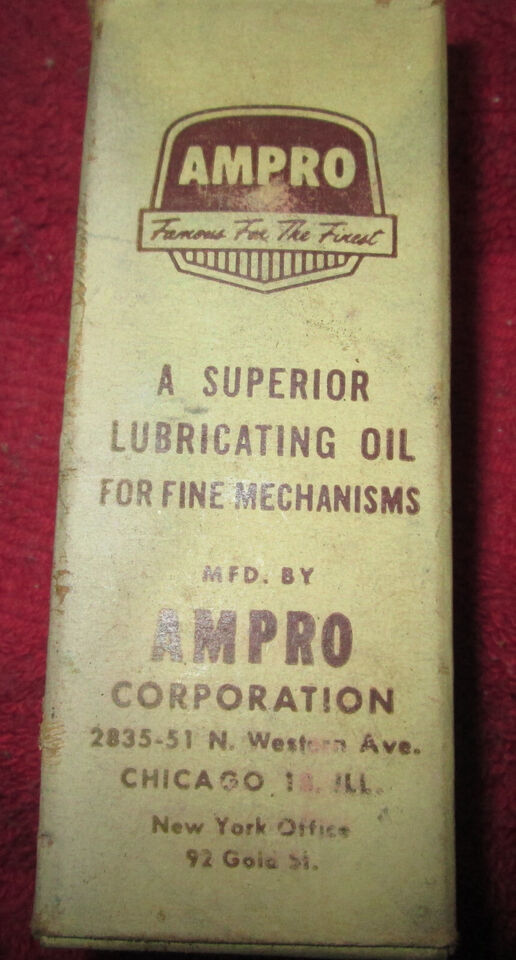 AMPRO
Famous For The Finest
A SUPERIOR
LUBRICATING OIL
FOR FINE MECHANISMS
MFD. BY
AMPRO
CORPORATION
2835-51 N. Western Ave.
CHICAGO ILL.
New York Office
92 Gold St.